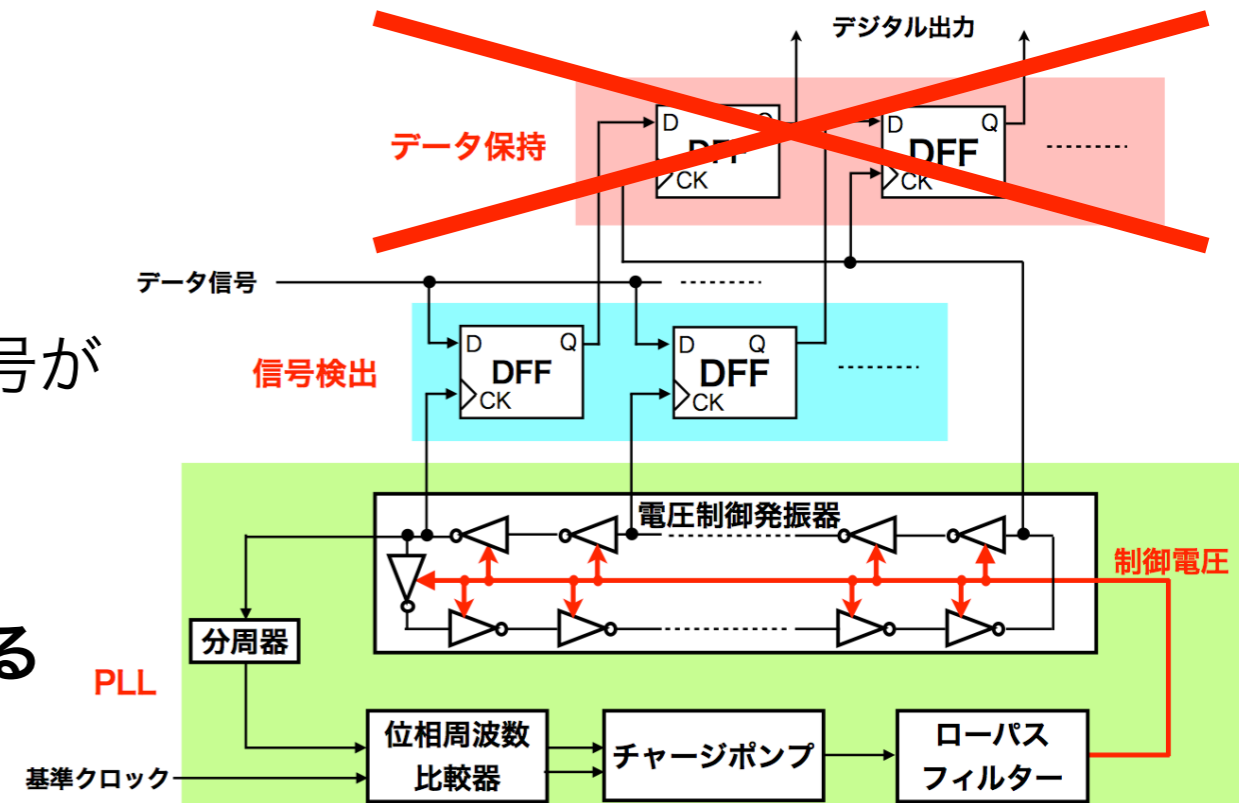 デジタル出力
データ保持
D
Q
DFF
CK
D
Q
DFF
CK
データ信号
号が
信号検出
D
Q
DFF
CK
D
Q
DFF
CK
電圧制御発振器
制御電圧
分周器
る
PLL
位相周波数
比較器
チャージポンプ
ローパス
フィルター
基準クロック